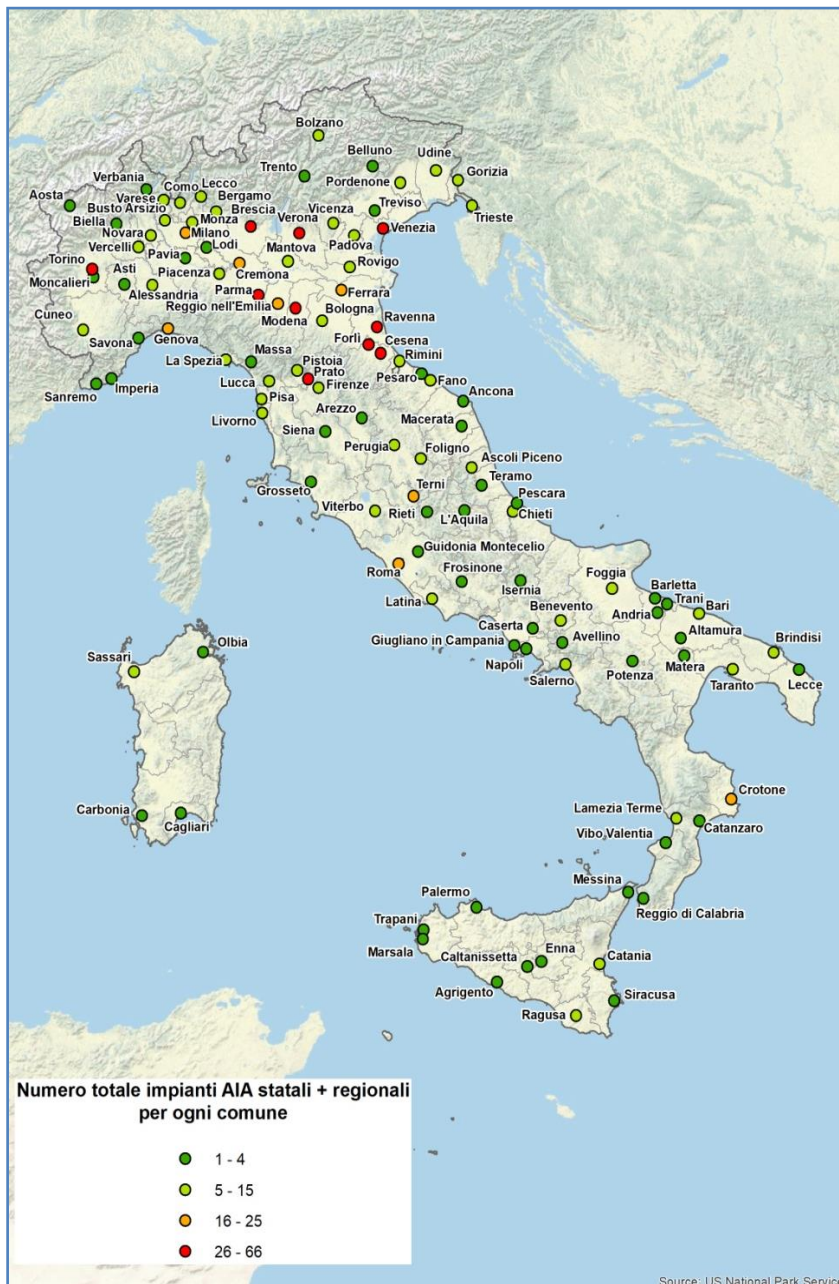 Bolzano
Belluno
Udine
Trento
Gorizia
Verbania
Pordenone
Como
Lecco
Aosta
Varese
Bergamo
Treviso
Busto Arsizio
Brescia
Verona
Vicenza
Trieste
Biella
Monza
Venezia
Novara
Milano
Mantova
Vercelli
Lodi
Padova
Torino
Pavia
Rovigo
Asti
Piacenza
Cremona
Moncalieri
Parma
Ferrara
Alessandria
Reggio nell'Emilia
Bologna
Cuneo
Modena
Ravenna
Savona
Genova
Forlì
Cesena
La Spezia
Massa
Pistoia
Rimini
Prato
Sanremo
Imperia
Lucca
Firenze
Pesaro
Fano
Pisa
Ancona
Arezzo
Livorno
Macerata
Siena
Perugia
Foligno
Ascoli Piceno
Teramo
Grosseto
Terni
Pescara
Viterbo
Rieti
L'Aquila
Chieti
Guidonia Montecelio
Roma
Frosinone
Foggia
Isernia
Barletta
Latina
Trani
Benevento
Bari
Caserta
Andria
Olbia
Giugliano in Campania
Avellino
Altamura
Brindisi
Sassari
Napoli
Matera
Salerno
Potenza
Taranto
Lecce
Crotone
Carbonia
Lamezia Terme
Cagliari
Catanzaro
Vibo Valentia
Messina
Palermo
Reggio di Calabria
Trapani
Enna
Marsala
Caltanissetta
Catania
Agrigento
Siracusa
Ragusa
Numero totale impianti AIA statali + regionali
per ogni comune
1 - 4
5 - 15
16 - 25
26 - 66
Source: US National Park Service